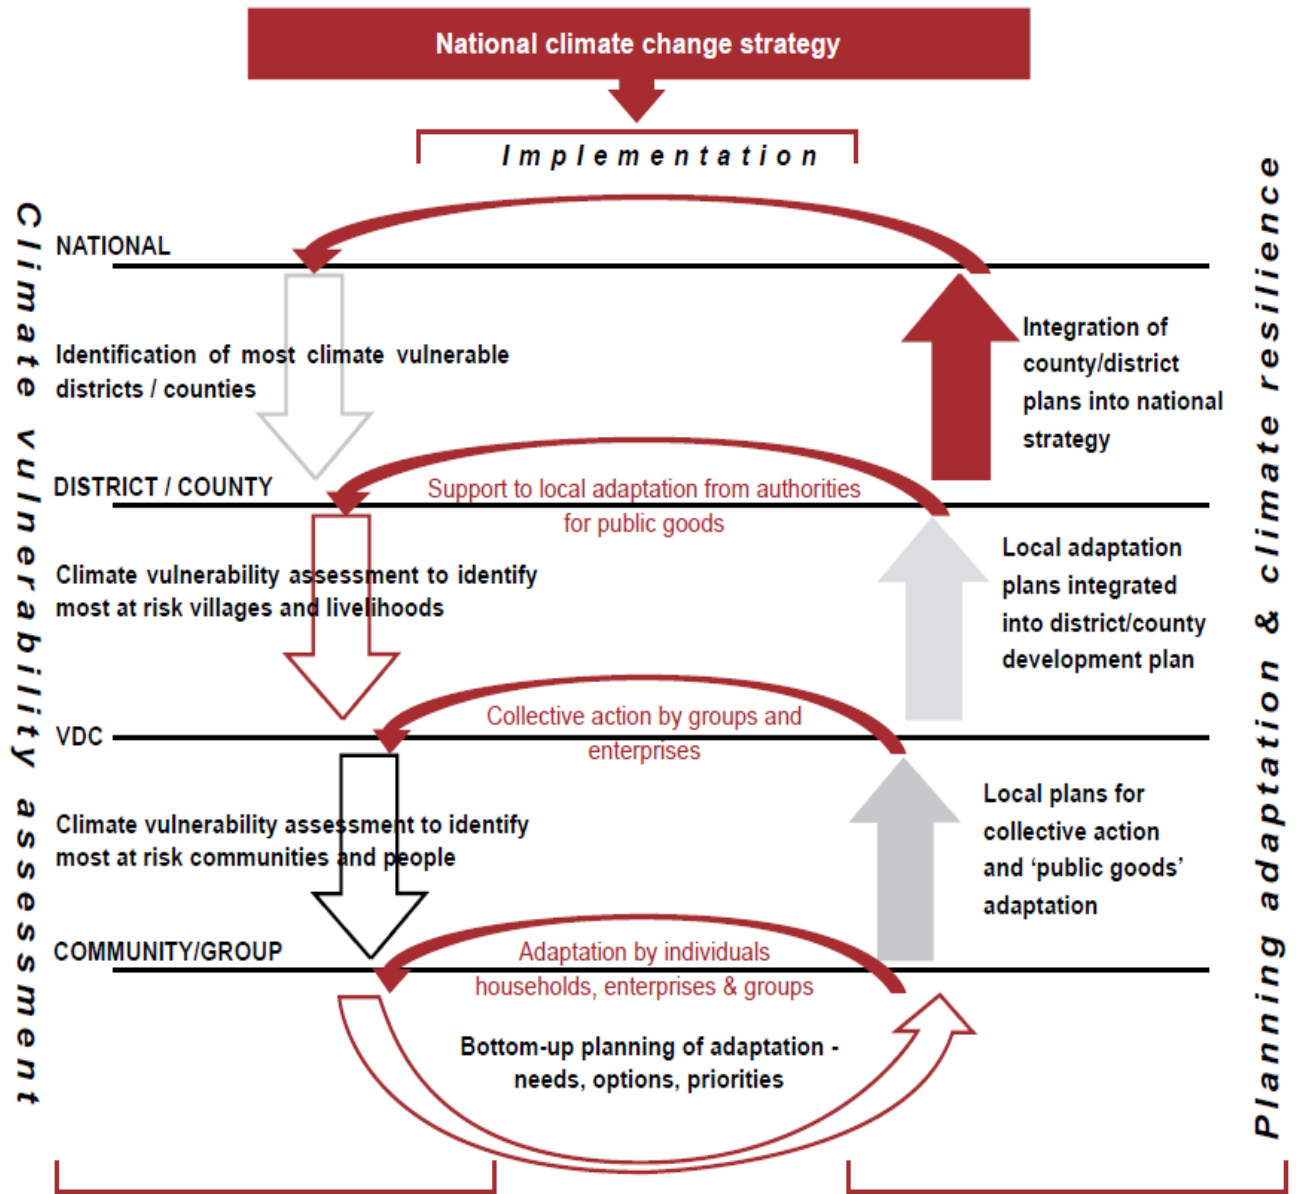 National climate change strategy
Implementation
Climate vulnerability assessment
Planning adaptation & climate resilience
NATIONAL
Identification of most climate vulnerable
districts / counties
Integration of
county/district
plans into national
strategy
DISTRICT / COUNTY
Support to local adaptation from authorities
for public goods
Climate vulnerability assessment to identify
most at risk villages and livelihoods
Local adaptation
plans integrated
into district/county
development plan
VDC
Collective action by groups and
enterprises
Climate vulnerability assessment to identify
most at risk communities and people
Local plans for
collective action
and ‘public goods’
adaptation
COMMUNITY/GROUP
Adaptation by individuals
households, enterprises & groups
Bottom-up planning of adaptation -
needs, options, priorities